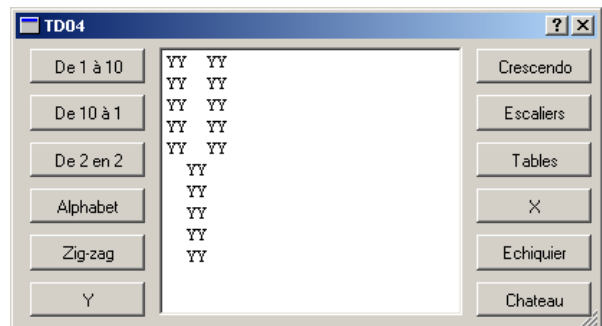 TD04
De 1 à 10
De 10 à 1
De 2 en 2
Alphabet
Zig-zag
Y
YY  YY
YY  YY
YY  YY
YY  YY
YY  YY
  YY
  YY
  YY
  YY
  YY
Crescendo
Escaliers
Tables
X
Echiquier
Chateau